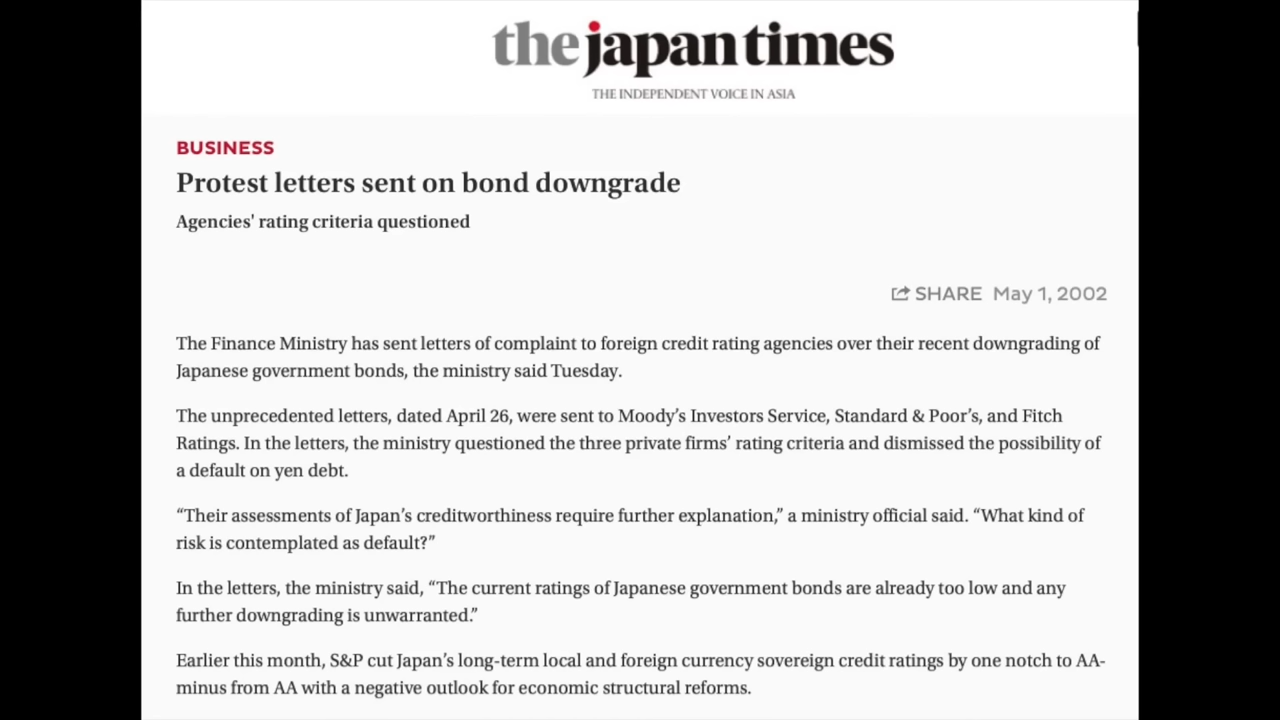 the japan times
THE INDEPENDENT VOICE IN ASIA
BUSINESS
Protest letters sent on bond downgrade
Agencies' rating criteria questioned
SHARE May 1, 2002
The Finance Ministry has sent letters of complaint to foreign credit rating agencies over their recent downgrading of
Japanese government bonds, the ministry said Tuesday.
The unprecedented letters, dated April 26, were sent to Moody’s Investors Service, Standard & Poor’s, and Fitch
Ratings. In the letters, the ministry questioned the three private firms’ rating criteria and dismissed the possibility of
a default on yen debt.
“Their assessments of Japan’s creditworthiness require further explanation,” a ministry official said. “What kind of
risk is contemplated as default?”
In the letters, the ministry said, “The current ratings of Japanese government bonds are already too low and any
further downgrading is unwarranted.”
Earlier this month, S&P cut Japan’s long-term local and foreign currency sovereign credit ratings by one notch to AA-
minus from AA with a negative outlook for economic structural reforms.